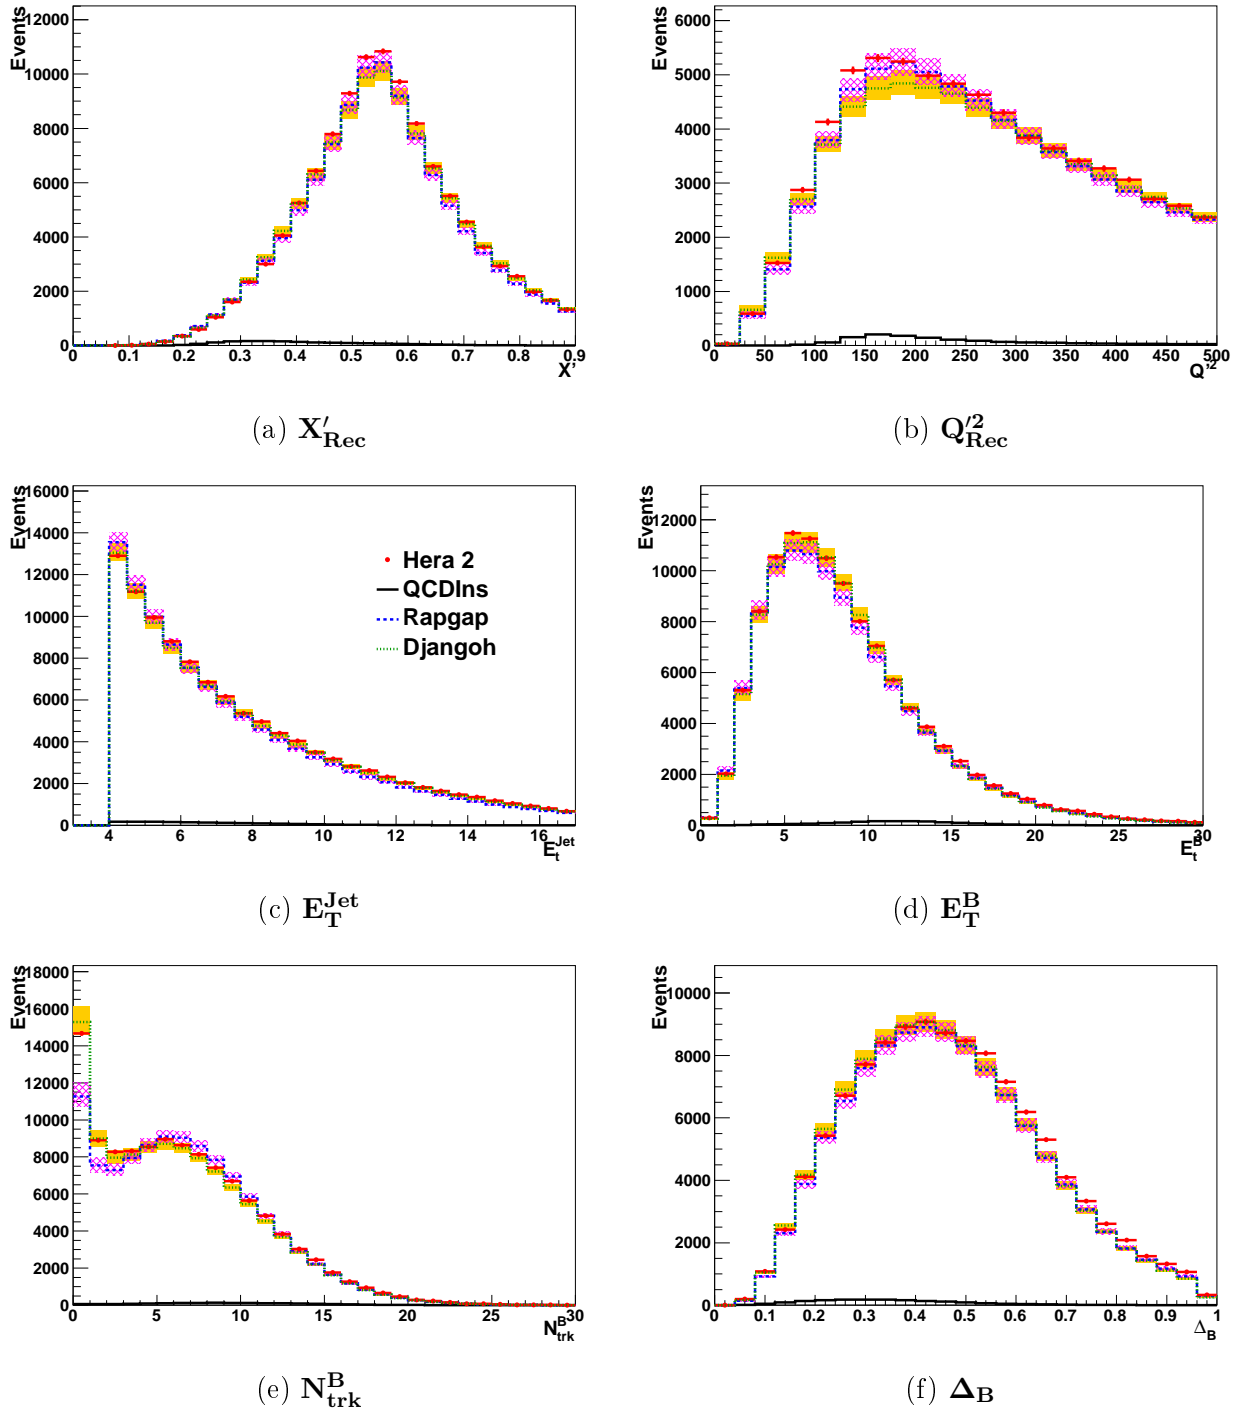 Events
12000
10000
8000
6000
4000
2000
0
0 0.1 0.2 0.3 0.4 0.5 0.6 0.7 0.8 0.9
X'
(a) X′Rec
Events
6000
5000
4000
3000
2000
1000
0
0 50 100 150 200 250 300 350 400 450 500
Q'2
(b) Q′2Rec
Events
16000
14000
12000
10000
8000
6000
4000
2000
0
4 6 8 10 12 14 16
EtJet
Hera 2
QCDIns
Rapgap
Djangoh
(c) ETJet
Events
12000
10000
8000
6000
4000
2000
0
0 5 10 15 20 25 30
EtB
(d) ETB
Events
18000
16000
14000
12000
10000
8000
6000
4000
2000
0
0 5 10 15 20 25 30
NtrkB
(e) NtrkB
Events
10000
8000
6000
4000
2000
0
0 0.1 0.2 0.3 0.4 0.5 0.6 0.7 0.8 0.9 1
ΔB
(f) ΔB